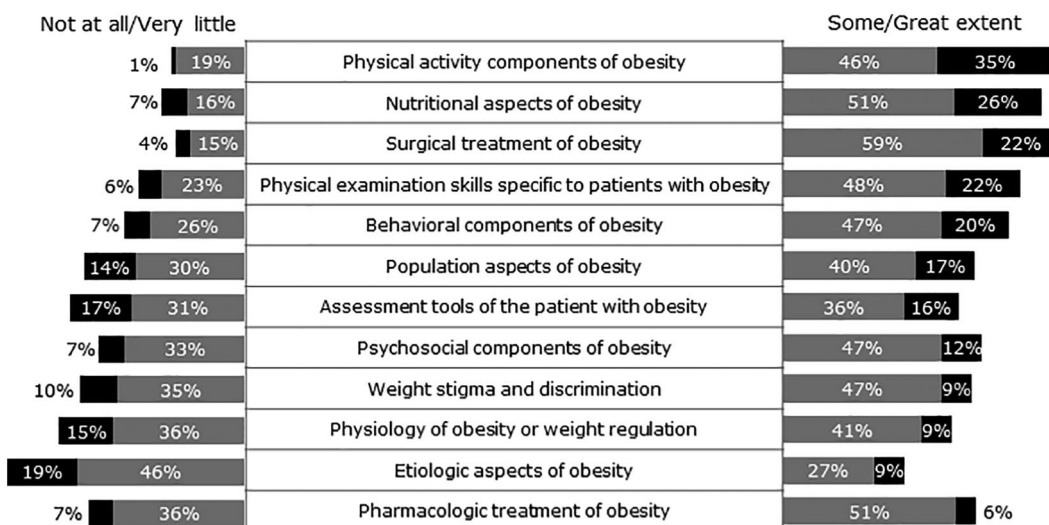 Not at all/Very little Some/Great extent
1% 19% Physical activity components of obesity 46% 35%
7% 16% Nutritional aspects of obesity 51% 26%
4% 15% Surgical treatment of obesity 59% 22%
6% 23% Physical examination skills specific to patients with obesity 48% 22%
7% 26% Behavioral components of obesity 47% 20%
14% 30% Population aspects of obesity 40% 17%
17% 31% Assessment tools of the patient with obesity 36% 16%
7% 33% Psychosocial components of obesity 47% 12%
10% 35% Weight stigma and discrimination 47% 9%
15% 36% Physiology of obesity or weight regulation 41% 9%
19% 46% Etiologic aspects of obesity 27% 9%
7% 36% Pharmacologic treatment of obesity 51% 6%